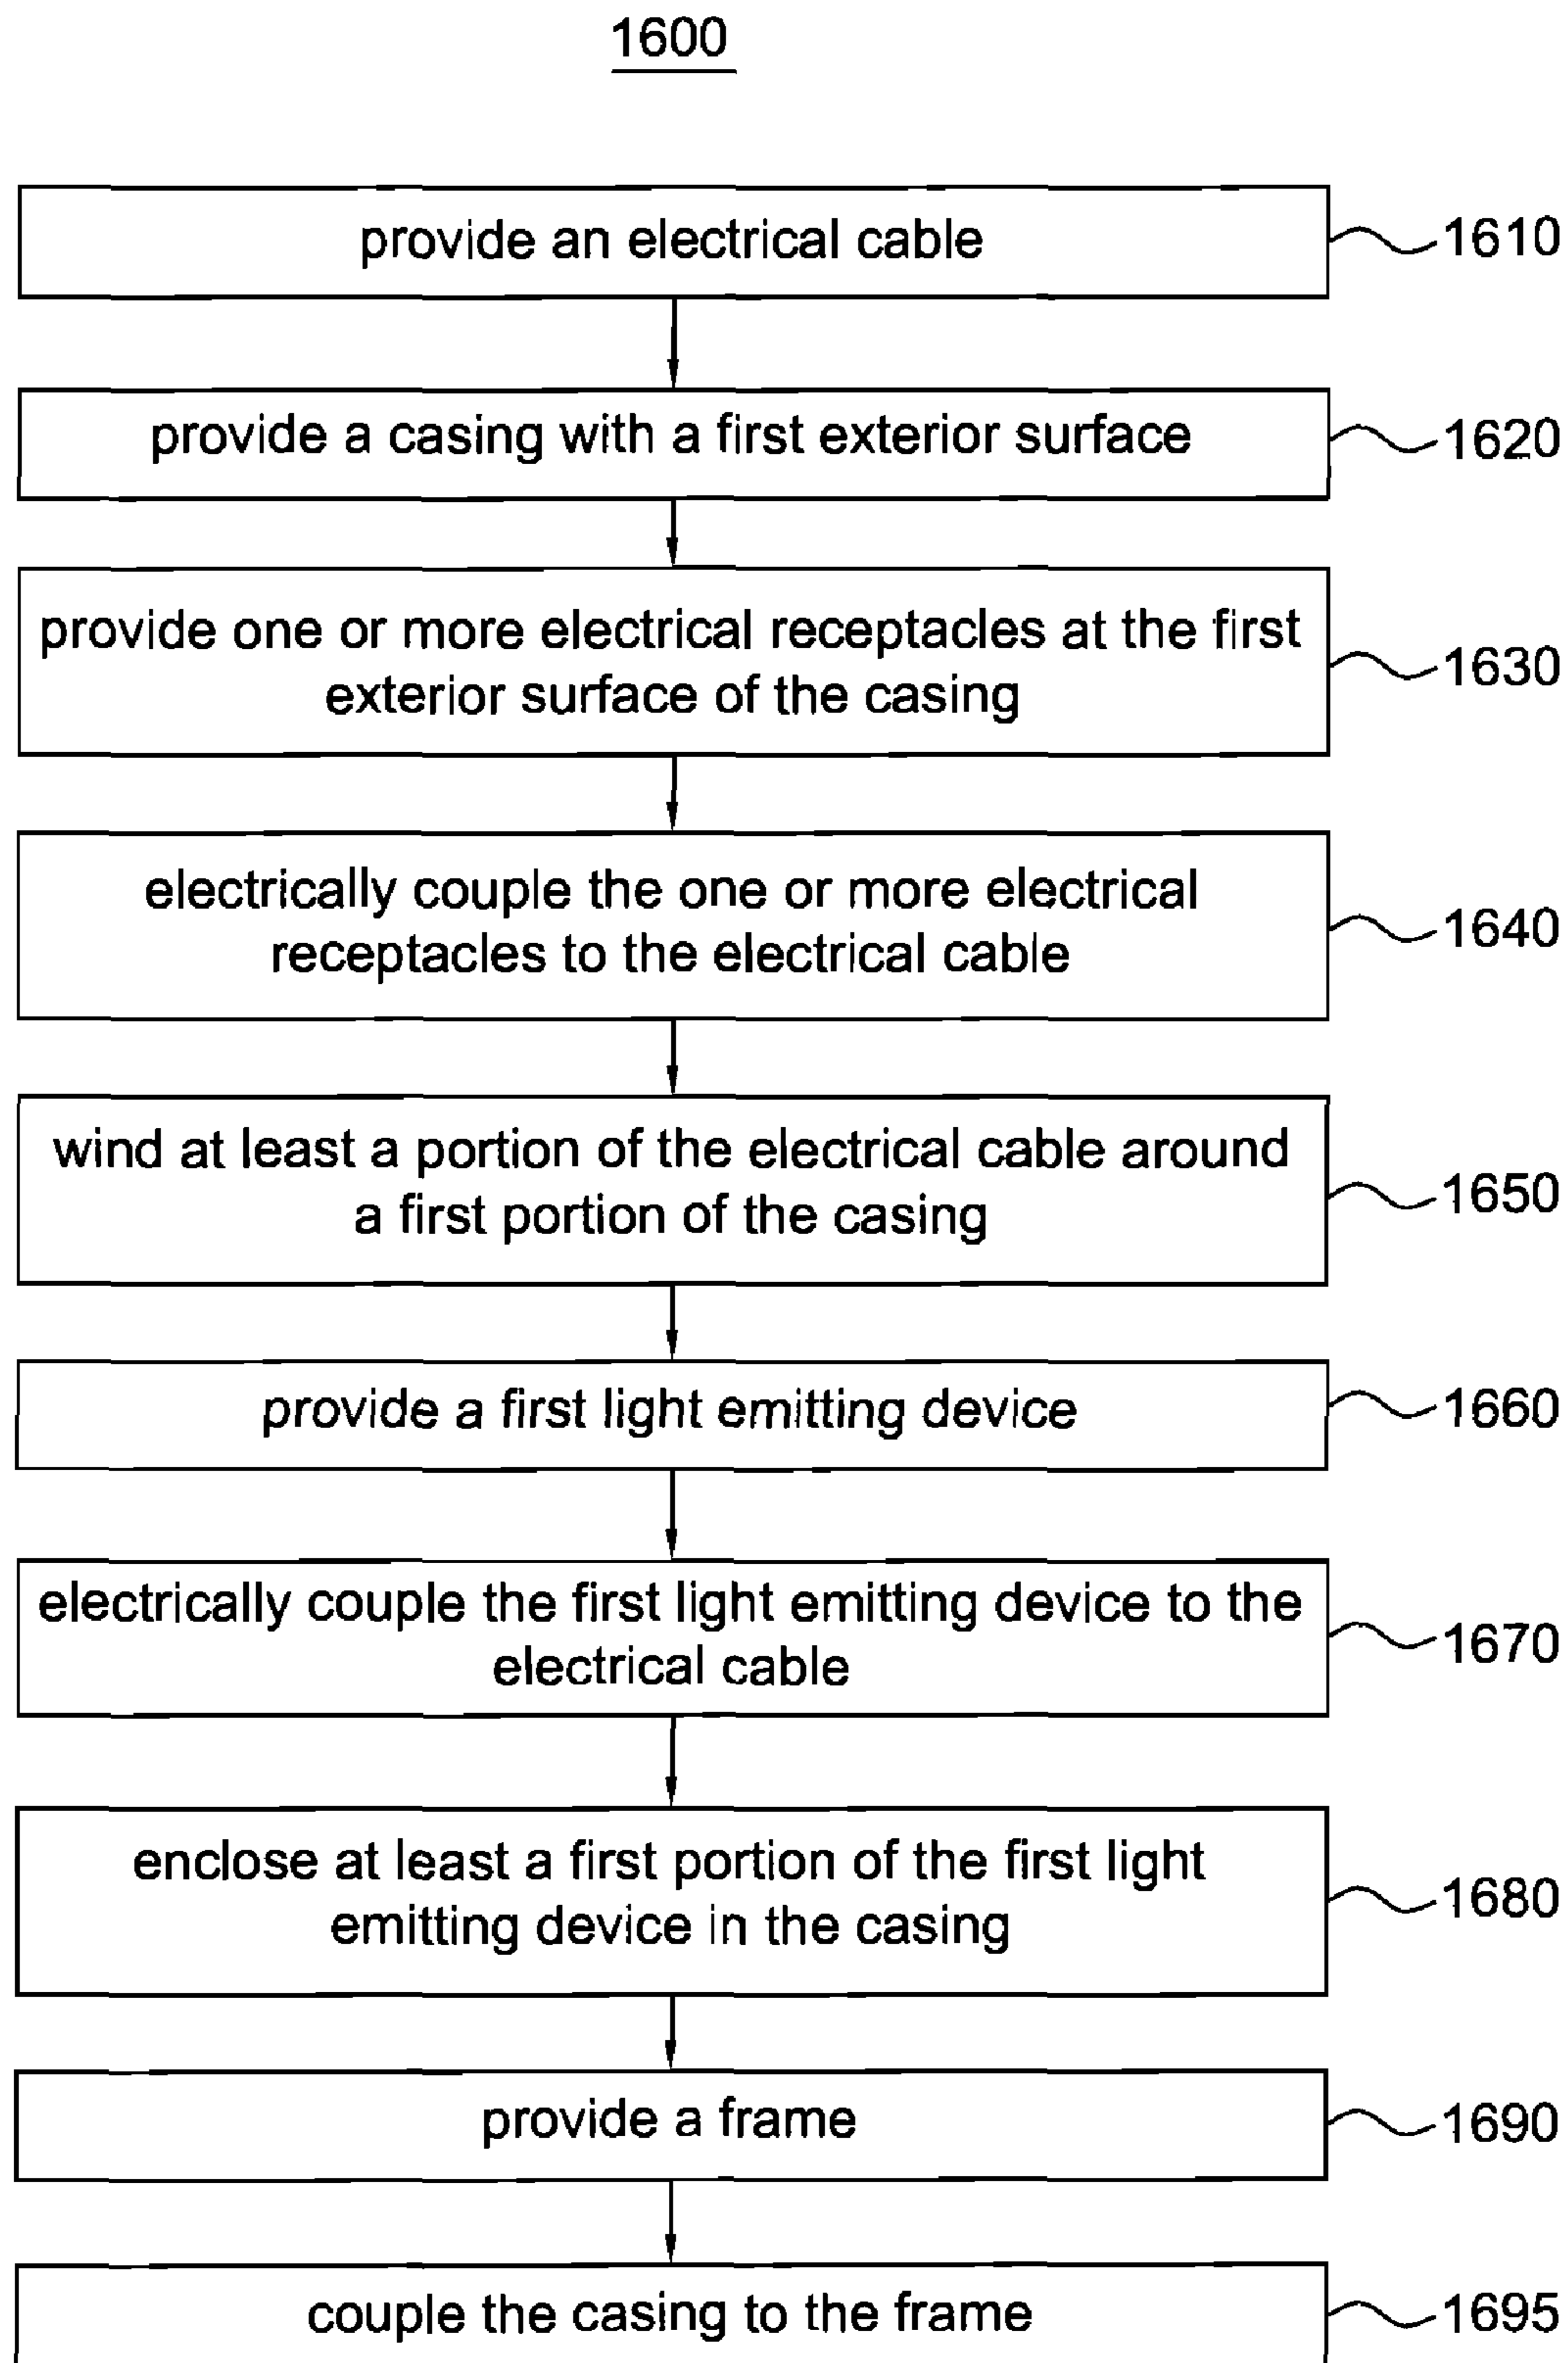 1600
provide an electrical cable
1610
provide a casing with a first exterior surface
1620
provide one or more electrical receptacles at the first
exterior surface of the casing
1630
electrically couple the one or more electrical
receptacles to the electrical cable
1640
wind at least a portion of the electrical cable around
a first portion of the casing
1650
provide a first light emitting device
1660
electrically couple the first light emitting device to the
electrical cable
1670
enclose at least a first portion of the first light
emitting device in the casing
1680
provide a frame
1690
couple the casing to the frame
1695